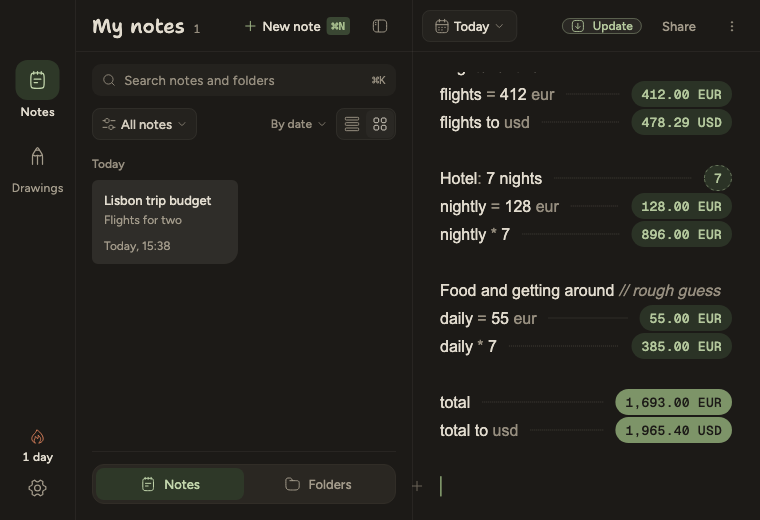 My notes 1
+ New note ⌘N
Today
Update
Share
Notes
Drawings
Search notes and folders ⌘K
All notes
By date
Today
Lisbon trip budget
Flights for two
Today, 15:38
flights = 412 eur 412.00 EUR
flights to usd 478.29 USD
Hotel: 7 nights 7
nightly = 128 eur 128.00 EUR
nightly * 7 896.00 EUR
Food and getting around // rough guess
daily = 55 eur 55.00 EUR
daily * 7 385.00 EUR
total 1,693.00 EUR
total to usd 1,965.40 USD
1 day
Notes
Folders